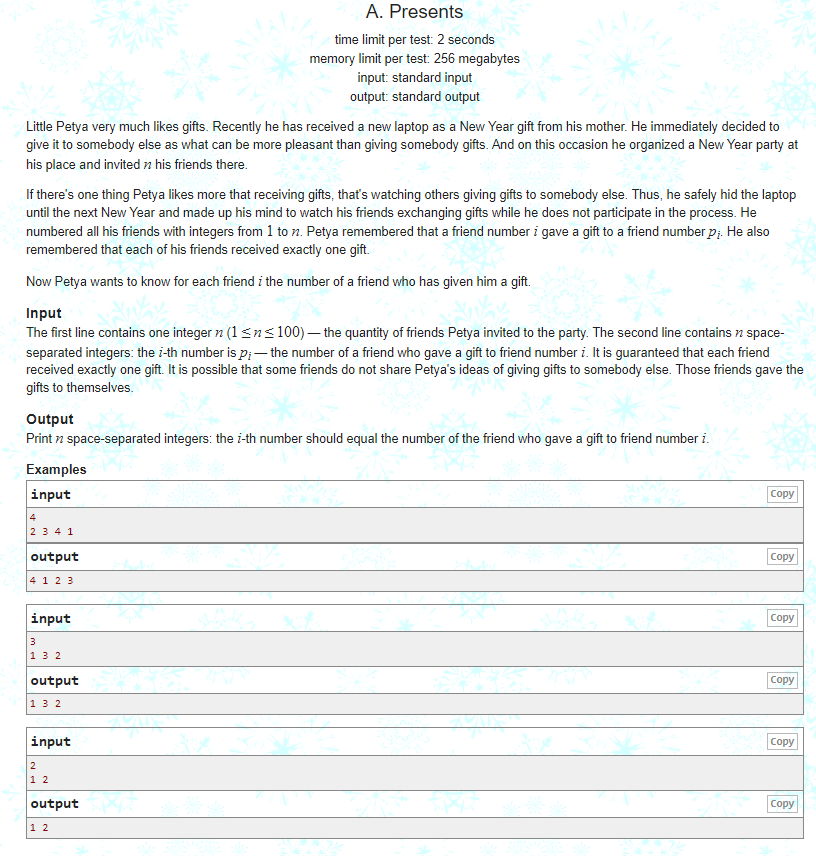 A. Presents
time limit per test: 2 seconds
memory limit per test: 256 megabytes
input: standard input
output: standard output
Little Petya very much likes gifts. Recently he has received a new laptop as a New Year gift from his mother. He immediately decided to
give it to somebody else as what can be more pleasant than giving somebody gifts. And on this occasion he organized a New Year party at
his place and invited n his friends there.
If there's one thing Petya likes more that receiving gifts, that's watching others giving gifts to somebody else. Thus, he safely hid the laptop
until the next New Year and made up his mind to watch his friends exchanging gifts while he does not participate in the process. He
numbered all his friends with integers from 1 to n. Petya remembered that a friend number i gave a gift to a friend number pᵢ. He also
remembered that each of his friends received exactly one gift.
Now Petya wants to know for each friend i the number of a friend who has given him a gift.
Input
The first line contains one integer n (1 ≤ n ≤ 100) — the quantity of friends Petya invited to the party. The second line contains n space-
separated integers: the i-th number is pᵢ — the number of a friend who gave a gift to friend number i. It is guaranteed that each friend
received exactly one gift. It is possible that some friends do not share Petya's ideas of giving gifts to somebody else. Those friends gave the
gifts to themselves.
Output
Print n space-separated integers: the i-th number should equal the number of the friend who gave a gift to friend number i.
Examples
input Copy
4
2 3 4 1
output Copy
4 1 2 3
input Copy
3
1 3 2
output Copy
1 3 2
input Copy
2
1 2
output Copy
1 2